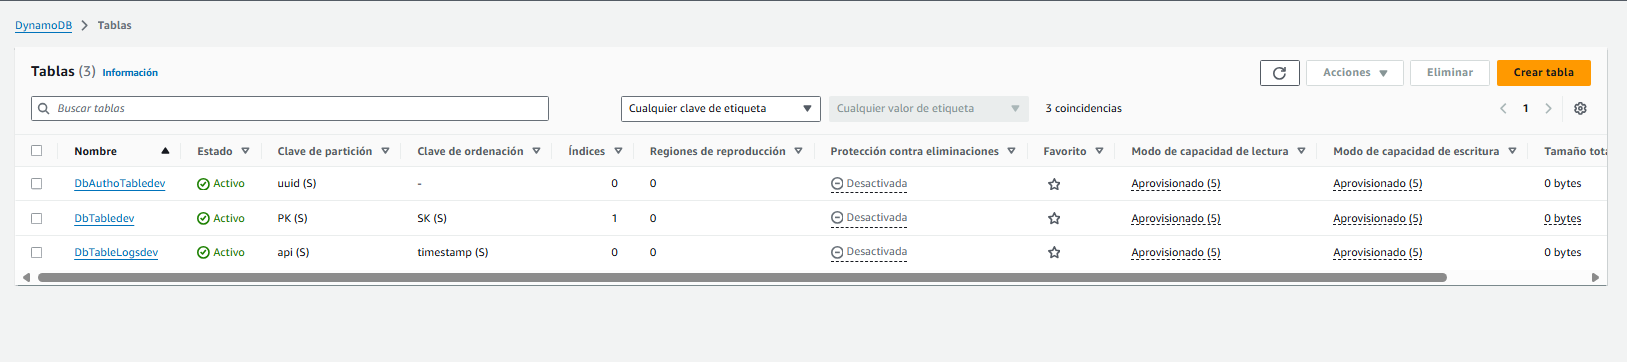 DynamoDB > Tablas
Tablas (3) Información
Acciones Eliminar Crear tabla
Buscar tablas Cualquier clave de etiqueta Cualquier valor de etiqueta 3 coincidencias 1
Nombre Estado Clave de partición Clave de ordenación Índices Regiones de reproducción Protección contra eliminaciones Favorito Modo de capacidad de lectura Modo de capacidad de escritura Tamaño tota
DbAuthoTabledev Activo uuid (S) - 0 0 Desactivada Aprovisionado (5) Aprovisionado (5) 0 bytes
DbTabledev Activo PK (S) SK (S) 1 0 Desactivada Aprovisionado (5) Aprovisionado (5) 0 bytes
DbTableLogsdev Activo api (S) timestamp (S) 0 0 Desactivada Aprovisionado (5) Aprovisionado (5) 0 bytes